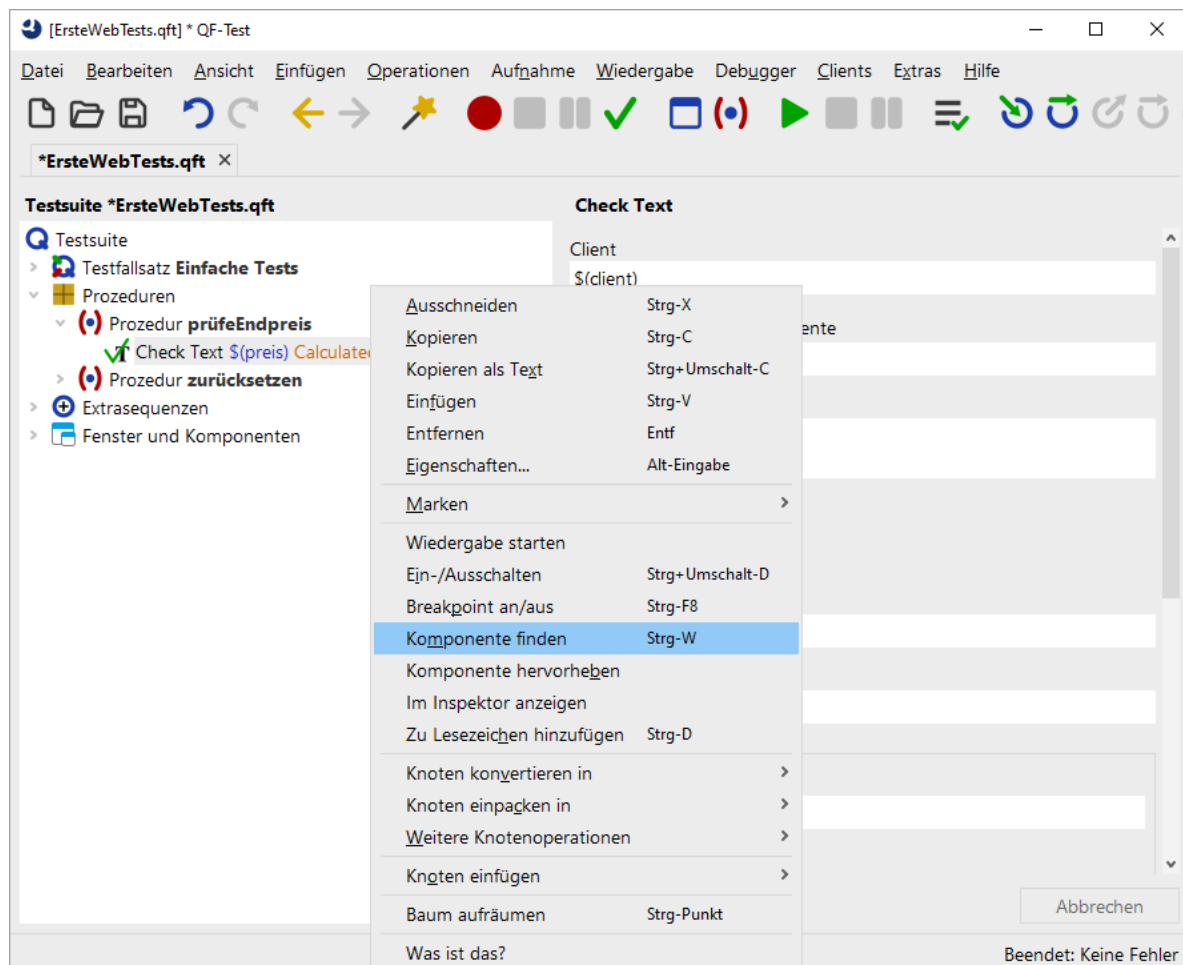 [ErsteWebTests.qft] * QF-Test
Datei Bearbeiten Ansicht Einfügen Operationen Aufnahme Wiedergabe Debugger Clients Extras Hilfe
*ErsteWebTests.qft
Testsuite *ErsteWebTests.qft
Testsuite
Testfallsatz Einfache Tests
Prozeduren
Prozedur prüfeEndpreis
Check Text $(preis) Calculated
Prozedur zurücksetzen
Extrasequenzen
Fenster und Komponenten
Check Text
Client
$(client)
ente
Ausschneiden Strg-X
Kopieren Strg-C
Kopieren als Text Strg+Umschalt-C
Einfügen Strg-V
Entfernen Entf
Eigenschaften... Alt-Eingabe
Marken
Wiedergabe starten
Ein-/Ausschalten Strg+Umschalt-D
Breakpoint an/aus Strg-F8
Komponente finden Strg-W
Komponente hervorheben
Im Inspektor anzeigen
Zu Lesezeichen hinzufügen Strg-D
Knoten konvertieren in
Knoten einpacken in
Weitere Knotenoperationen
Knoten einfügen
Baum aufräumen Strg-Punkt
Was ist das?
Abbrechen
Beendet: Keine Fehler